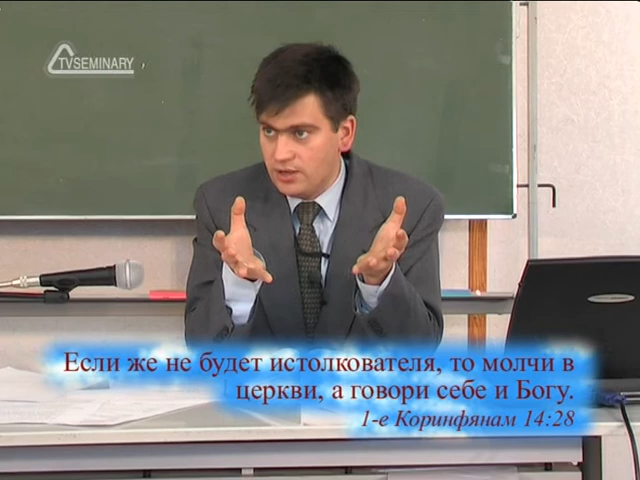 TVSEMINARY
Если же не будет истолкователя, то молчи в
церкви, а говори себе и Богу.
1-е Коринфянам 14:28